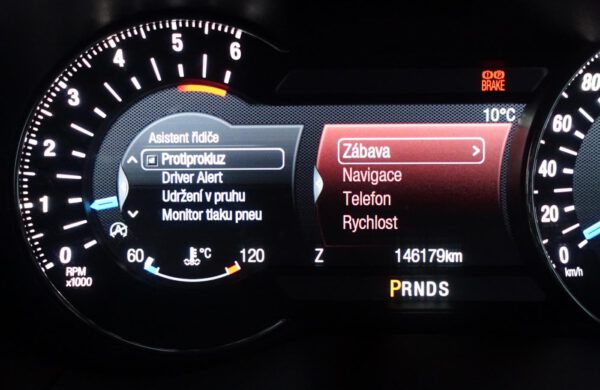 6
5
4
3
2
1
0
RPM
x1000
Asistent řidiče
Protiprokluz
Driver Alert
Udržení v pruhu
Monitor tlaku pneu
60
°C
120
BRAKE
10°C
Zábava >
Navigace
Telefon
Rychlost
Z
146179km
PRNDS
80
60
40
20
0
km/h